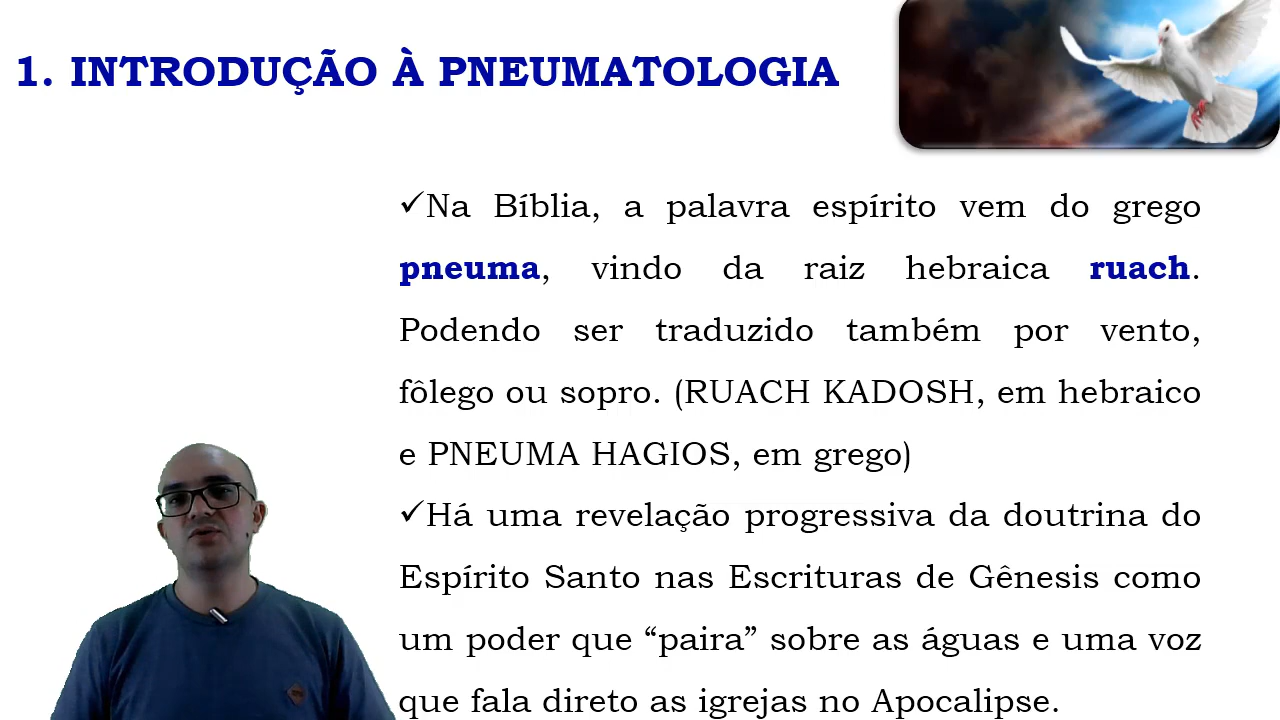 1. INTRODUÇÃO À PNEUMATOLOGIA
✓Na Bíblia, a palavra espírito vem do grego
pneuma, vindo da raiz hebraica ruach.
Podendo ser traduzido também por vento,
fôlego ou sopro. (RUACH KADOSH, em hebraico
e PNEUMA HAGIOS, em grego)
✓Há uma revelação progressiva da doutrina do
Espírito Santo nas Escrituras de Gênesis como
um poder que “paira” sobre as águas e uma voz
que fala direto as igrejas no Apocalipse.